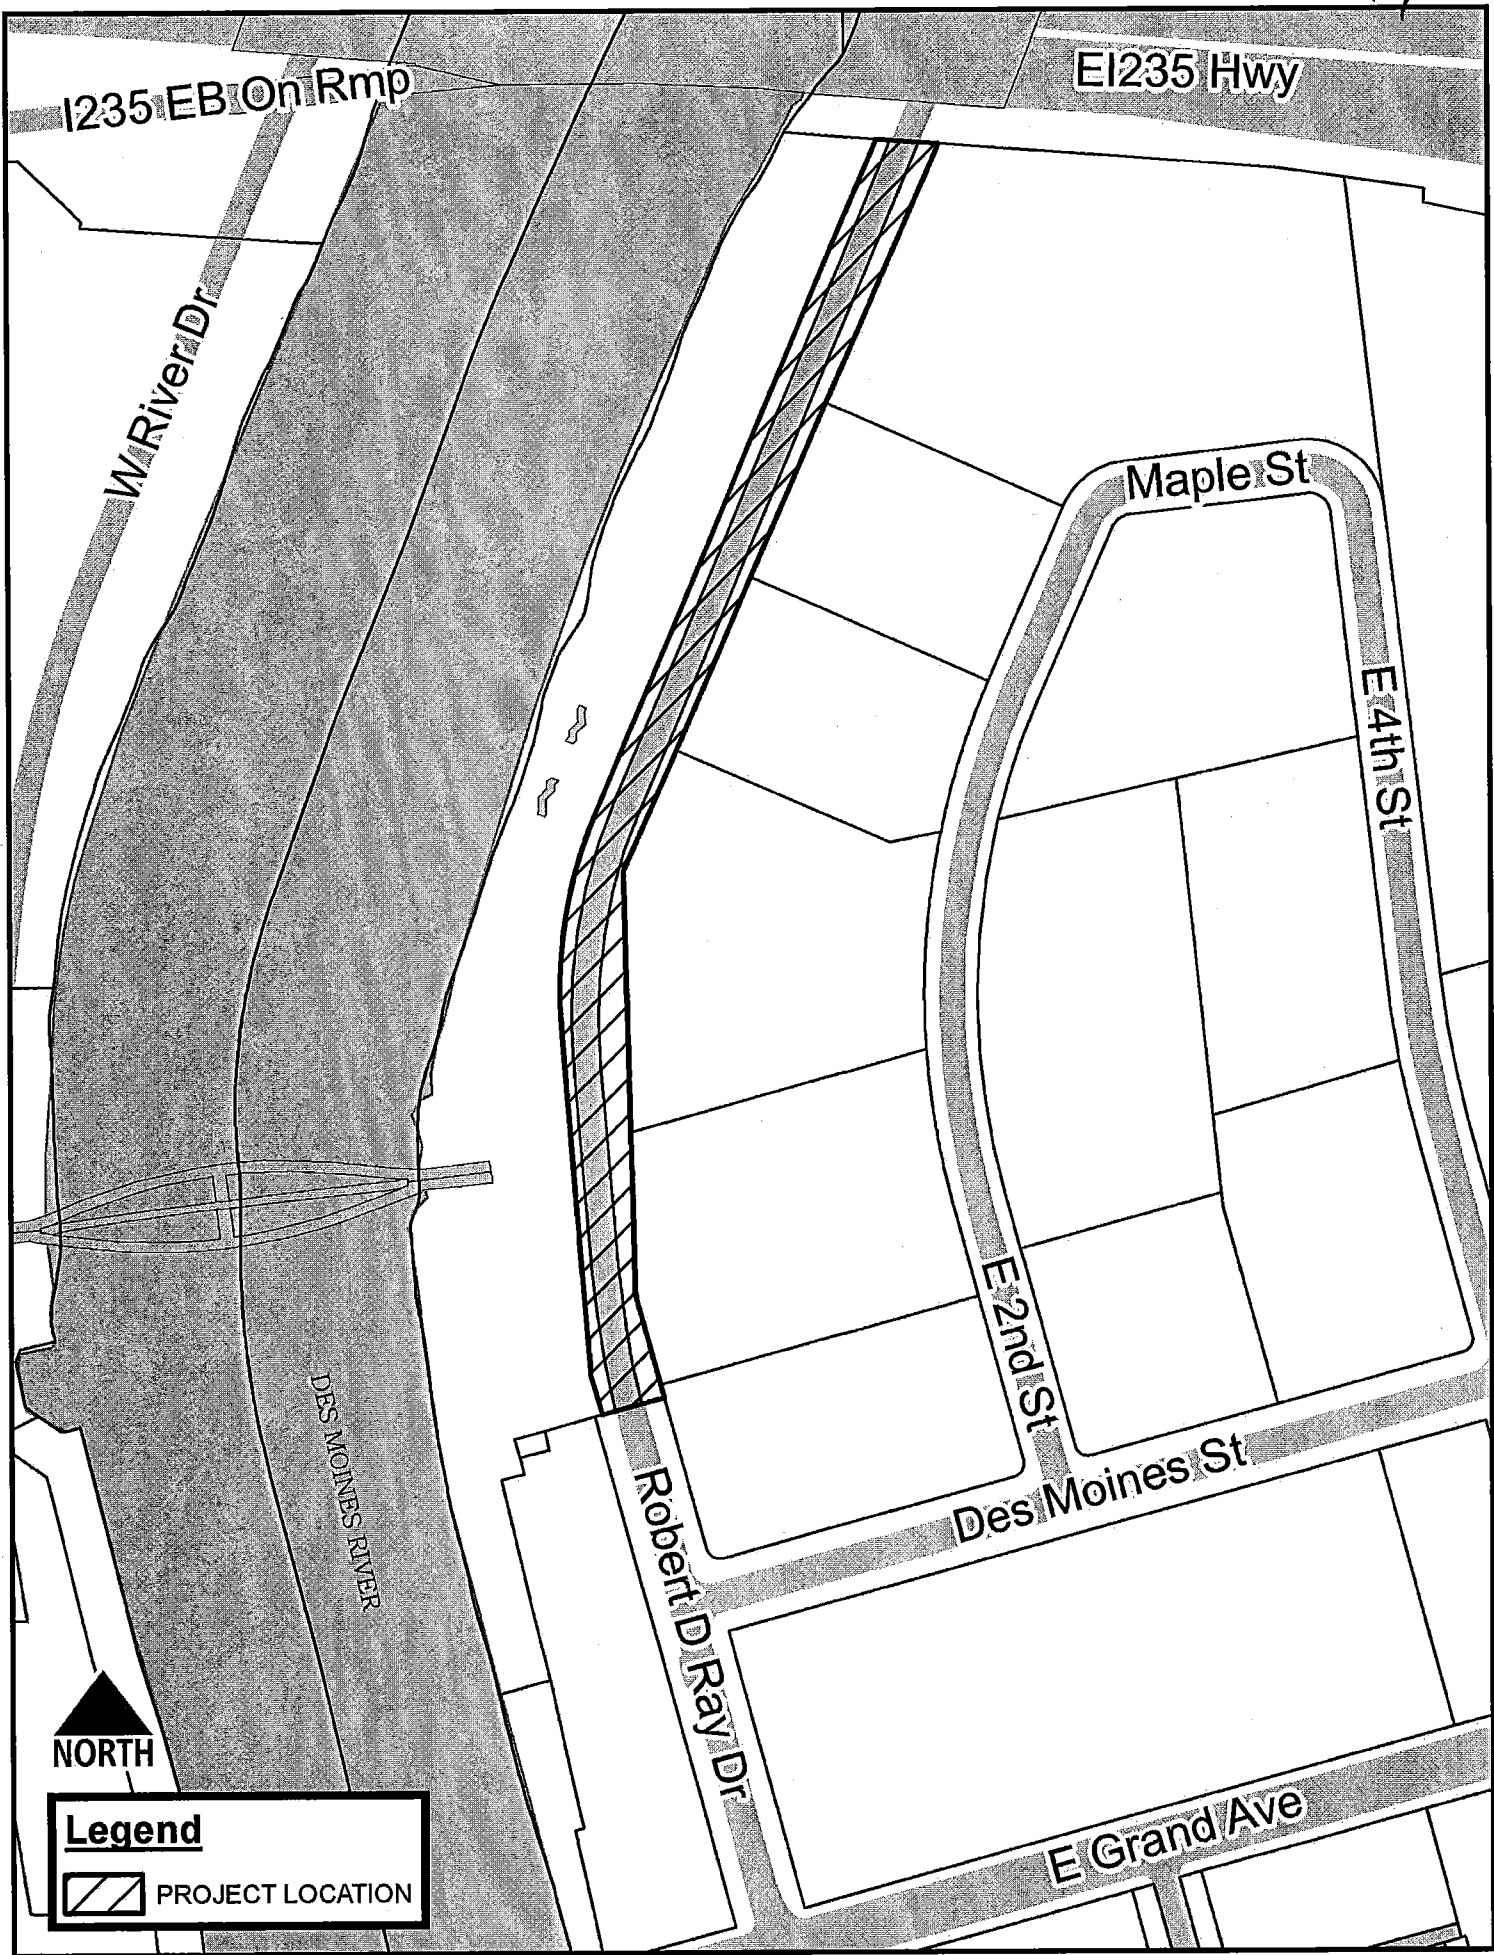 I235 EB On Rmp
EI235 Hwy
W River Dr
Maple St
E 4th St
E 2nd St
Des Moines St
DES MOINES RIVER
Robert D Ray Dr
E Grand Ave
NORTH
Legend
PROJECT LOCATION